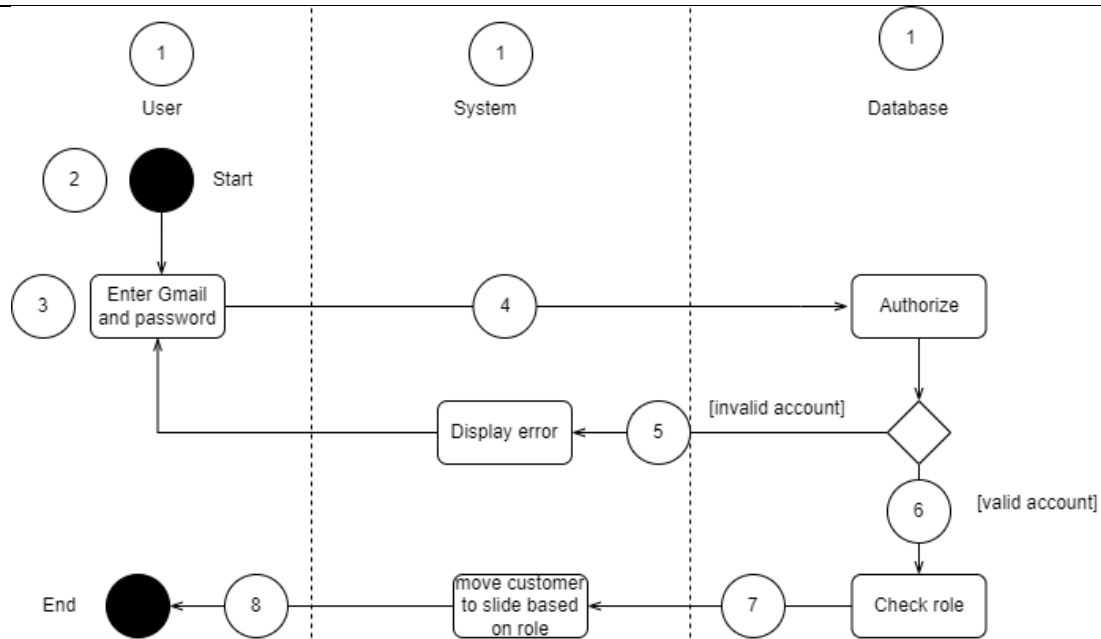 1
1
1
User
System
Database
2
Start
3
Enter Gmail
and password
4
Authorize
[invalid account]
Display error
5
6
[valid account]
End
8
move customer
to slide based
on role
7
Check role